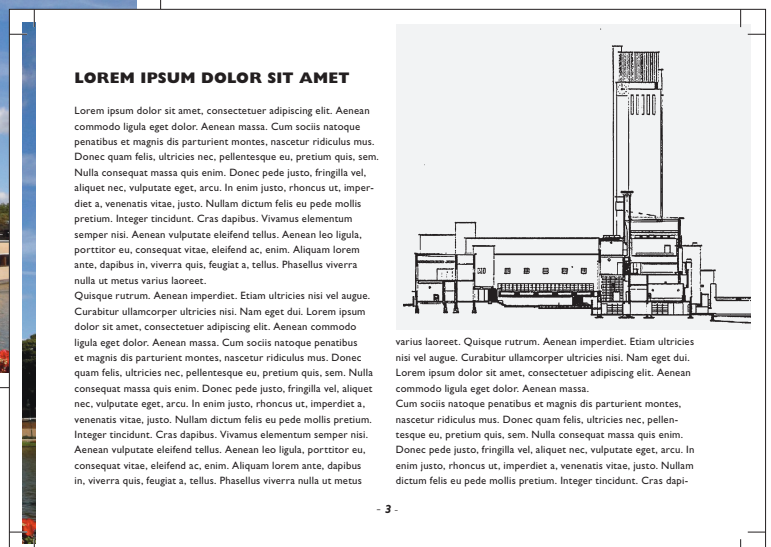 LOREM IPSUM DOLOR SIT AMET
Lorem ipsum dolor sit amet, consectetuer adipiscing elit. Aenean
commodo ligula eget dolor. Aenean massa. Cum sociis natoque
penatibus et magnis dis parturient montes, nascetur ridiculus mus.
Donec quam felis, ultricies nec, pellentesque eu, pretium quis, sem.
Nulla consequat massa quis enim. Donec pede justo, fringilla vel,
aliquet nec, vulputate eget, arcu. In enim justo, rhoncus ut, imper-
diet a, venenatis vitae, justo. Nullam dictum felis eu pede mollis
pretium. Integer tincidunt. Cras dapibus. Vivamus elementum
semper nisi. Aenean vulputate eleifend tellus. Aenean leo ligula,
porttitor eu, consequat vitae, eleifend ac, enim. Aliquam lorem
ante, dapibus in, viverra quis, feugiat a, tellus. Phasellus viverra
nulla ut metus varius laoreet.
Quisque rutrum. Aenean imperdiet. Etiam ultricies nisi vel augue.
Curabitur ullamcorper ultricies nisi. Nam eget dui. Lorem ipsum
dolor sit amet, consectetuer adipiscing elit. Aenean commodo
ligula eget dolor. Aenean massa. Cum sociis natoque penatibus
et magnis dis parturient montes, nascetur ridiculus mus. Donec
quam felis, ultricies nec, pellentesque eu, pretium quis, sem. Nulla
consequat massa quis enim. Donec pede justo, fringilla vel, aliquet
nec, vulputate eget, arcu. In enim justo, rhoncus ut, imperdiet a,
venenatis vitae, justo. Nullam dictum felis eu pede mollis pretium.
Integer tincidunt. Cras dapibus. Vivamus elementum semper nisi.
Aenean vulputate eleifend tellus. Aenean leo ligula, porttitor eu,
consequat vitae, eleifend ac, enim. Aliquam lorem ante, dapibus
in, viverra quis, feugiat a, tellus. Phasellus viverra nulla ut metus
varius laoreet. Quisque rutrum. Aenean imperdiet. Etiam ultricies
nisi vel augue. Curabitur ullamcorper ultricies nisi. Nam eget dui.
Lorem ipsum dolor sit amet, consectetuer adipiscing elit. Aenean
commodo ligula eget dolor. Aenean massa.
Cum sociis natoque penatibus et magnis dis parturient montes,
nascetur ridiculus mus. Donec quam felis, ultricies nec, pellen-
tesque eu, pretium quis, sem. Nulla consequat massa quis enim.
Donec pede justo, fringilla vel, aliquet nec, vulputate eget, arcu. In
enim justo, rhoncus ut, imperdiet a, venenatis vitae, justo. Nullam
dictum felis eu pede mollis pretium. Integer tincidunt. Cras dapi-
- 3 -